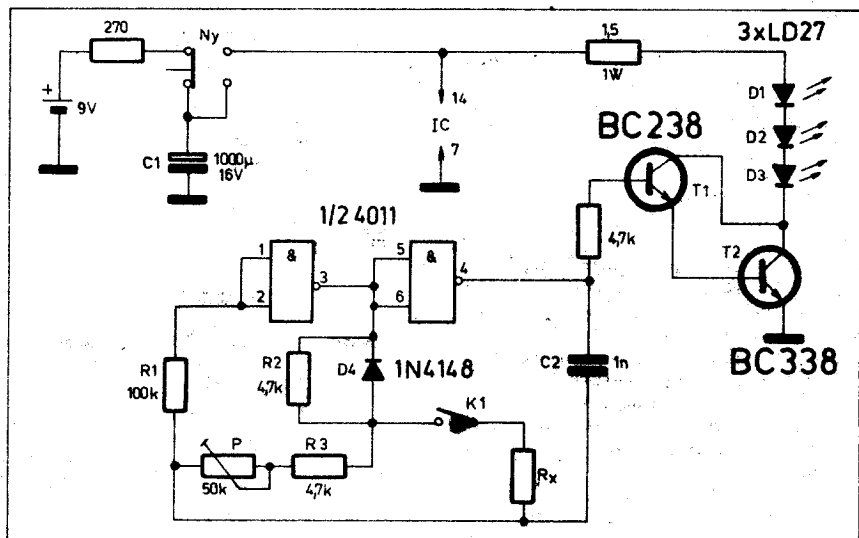 270
Ny
1,5
1W
3xLD27
+
9V
14
IC
7
D1
D2
D3
C1
1000μ
16V
BC238
T1
1/2 4011
1
2
&
3
5
6
&
4
4,7k
T2
BC338
R1
100k
R2
4,7k
D4
1N4148
C2
1n
K1
P
50k
R3
4,7k
Rx